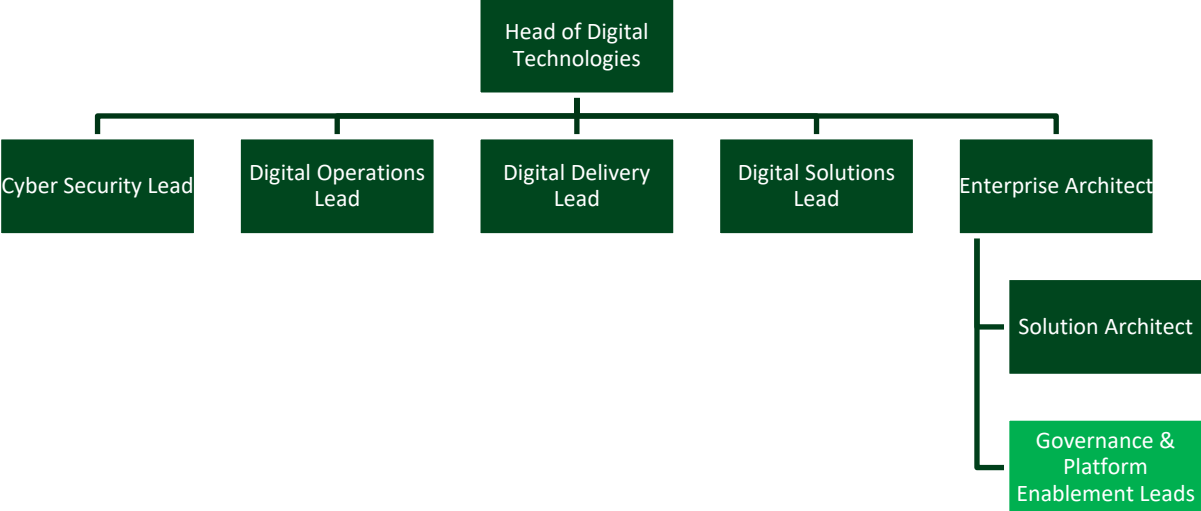 Head of Digital
Technologies
Cyber Security Lead
Digital Operations
Lead
Digital Delivery
Lead
Digital Solutions
Lead
Enterprise Architect
Solution Architect
Governance &
Platform
Enablement Leads